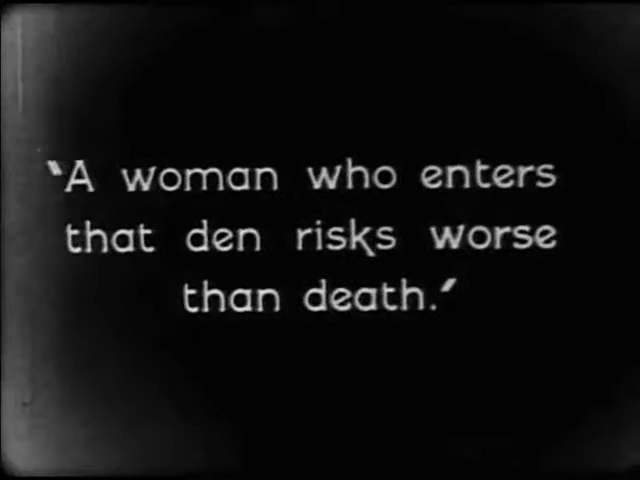 "A woman who enters
that den risks worse
than death."